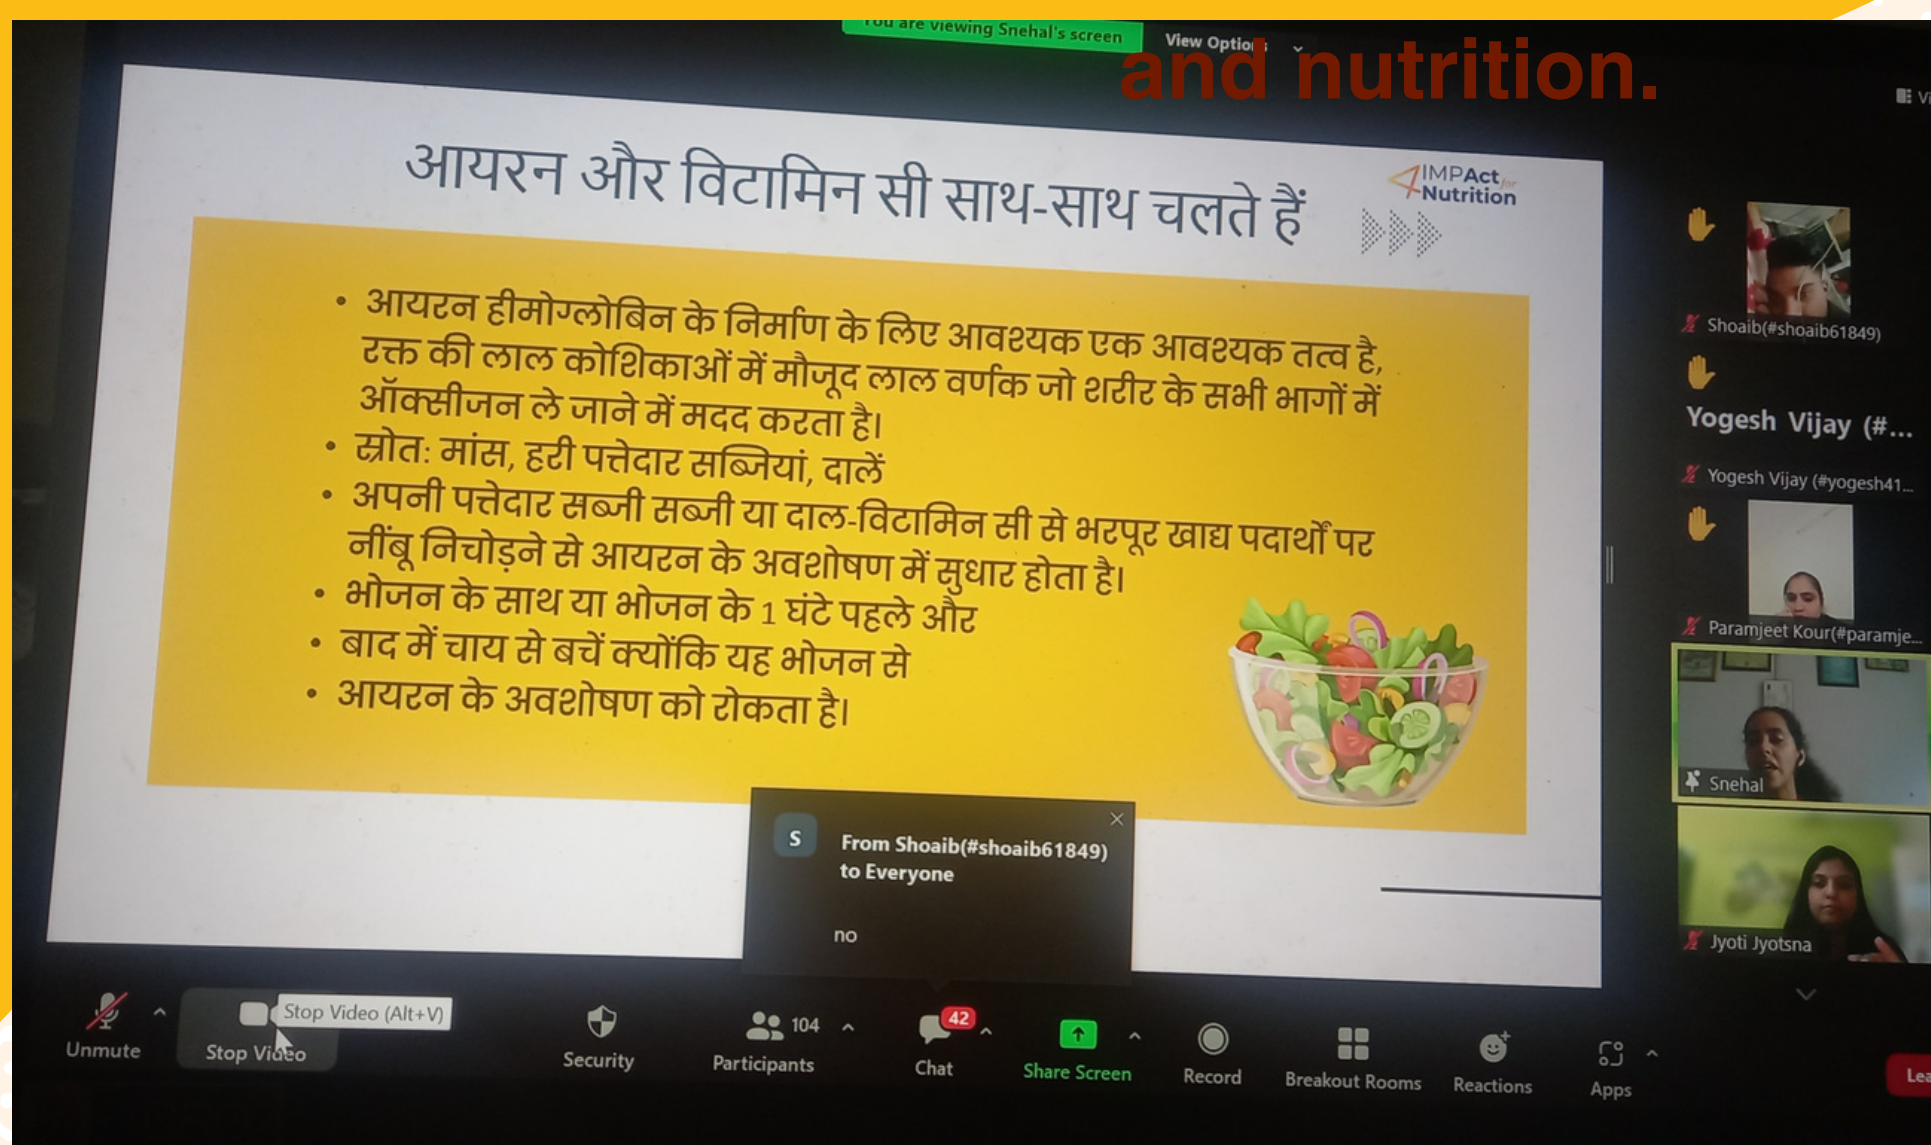 You are viewing Snehal's screen
View Options
and nutrition.
आयरन और विटामिन सी साथ-साथ चलते हैं
IMPAct for
4Nutrition
• आयरन हीमोग्लोबिन के निर्माण के लिए आवश्यक एक आवश्यक तत्व है,
रक्त की लाल कोशिकाओं में मौजूद लाल वर्णक जो शरीर के सभी भागों में
ऑक्सीजन ले जाने में मदद करता है।
• स्रोत: मांस, हरी पत्तेदार सब्जियां, दालें
• अपनी पत्तेदार सब्जी सब्जी या दाल-विटामिन सी से भरपूर खाद्य पदार्थों पर
नींबू निचोड़ने से आयरन के अवशोषण में सुधार होता है।
• भोजन के साथ या भोजन के 1 घंटे पहले और
• बाद में चाय से बचें क्योंकि यह भोजन से
• आयरन के अवशोषण को रोकता है।
Shoaib(#shoaib61849)
Yogesh Vijay (#...
Yogesh Vijay (#yogesh41...
Paramjeet Kour(#paramje...
Snehal
Jyoti Jyotsna
S
From Shoaib(#shoaib61849)
to Everyone
no
Unmute
Stop Video (Alt+V)
Stop Video
Security
104
Participants
42
Chat
Share Screen
Record
Breakout Rooms
Reactions
Apps